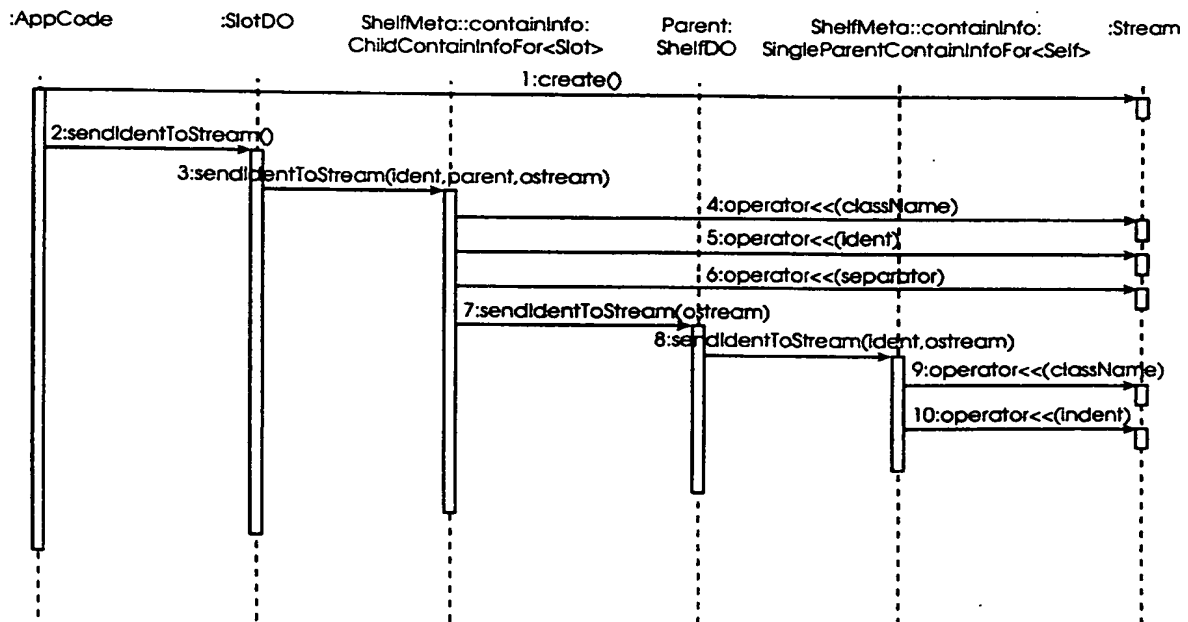 :AppCode
:SlotDO
ShelfMeta::containInfo:
ChildContainInfoFor<Slot>
Parent:
ShelfDO
ShelfMeta::containInfo:
SingleParentContainInfoFor<Self>
:Stream
1:create()
2:sendIdentToStream()
3:sendIdentToStream(ident,parent,ostream)
4:operator<<(className)
5:operator<<(ident)
6:operator<<(separator)
7:sendIdentToStream(ostream)
8:sendIdentToStream(ident,ostream)
9:operator<<(className)
10:operator<<(indent)